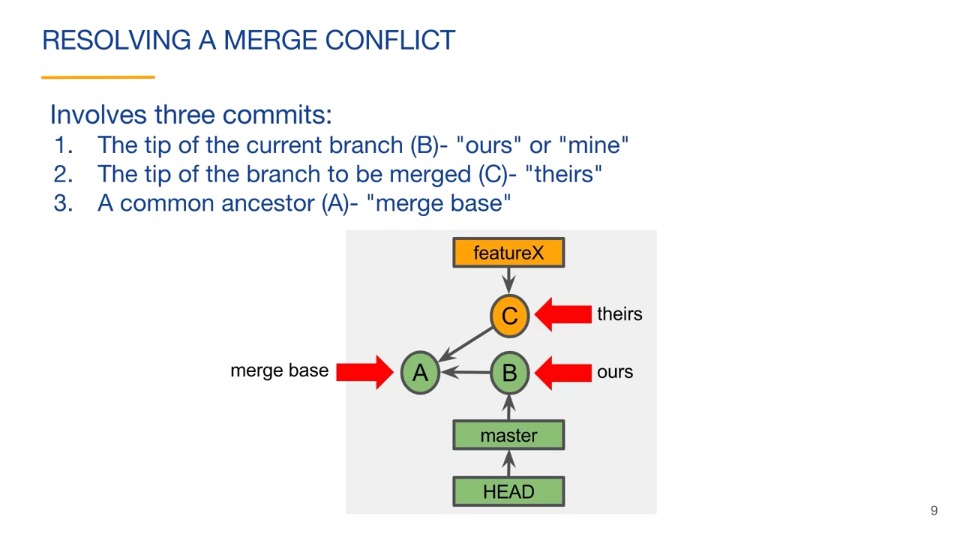 RESOLVING A MERGE CONFLICT
Involves three commits:
1. The tip of the current branch (B)- "ours" or "mine"
2. The tip of the branch to be merged (C)- "theirs"
3. A common ancestor (A)- "merge base"
featureX
C
theirs
merge base
A
B
ours
master
HEAD
9